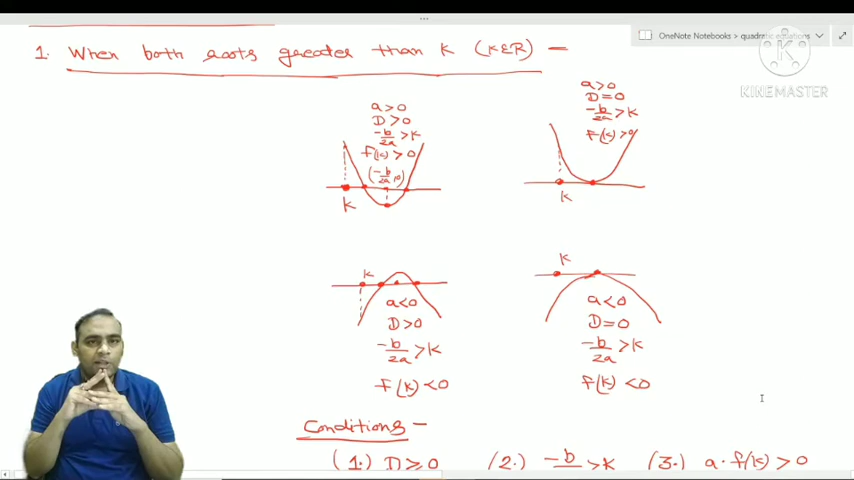 OneNote Notebooks > quadratic equations
KINEMASTER
1. When both roots greater than K (K∈R) -
a>0
D>0
-b/2a >K
f(K) >0
(-b/2a, 0)
K
a>0
D=0
-b/2a >K
f(K) >0
K
K
a<0
D>0
-b/2a >K
f(K) <0
K
a<0
D=0
-b/2a >K
f(K) <0
Conditions -
(1.) D≥0 (2.) -b >K (3.) a·f(K) >0